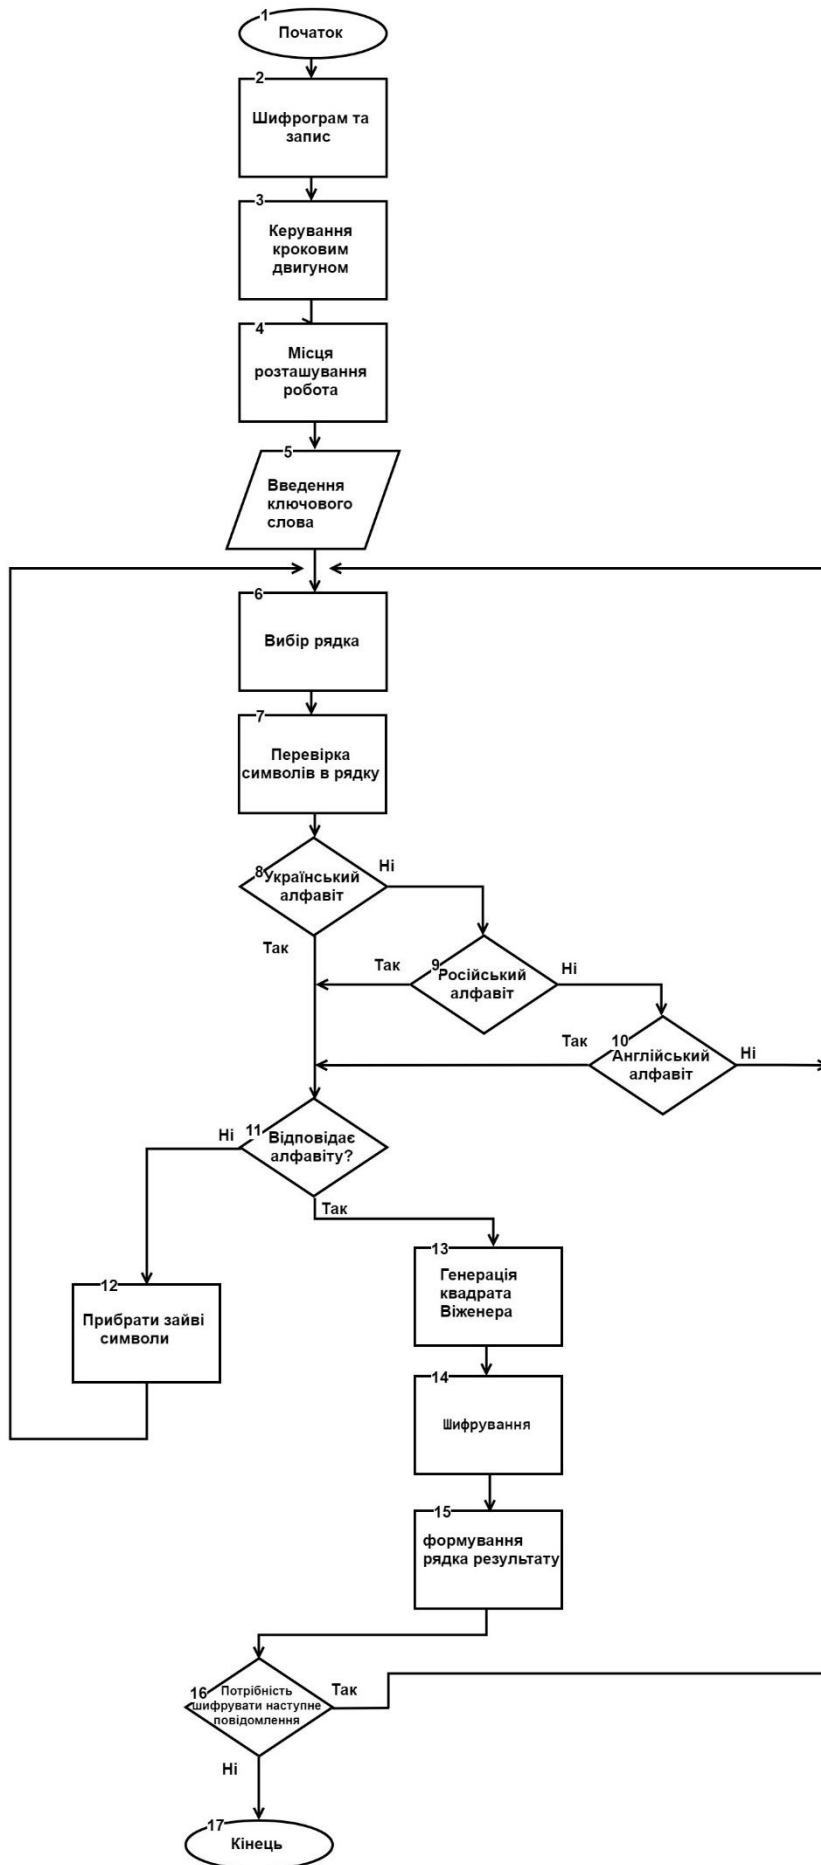 1
Початок
2
Шифрограм та
запис
3
Керування
кроковим
двигуном
4
Місця
розташування
робота
5
Введення
ключового
слова
6
Вибір рядка
7
Перевірка
символів в рядку
8
Український
алфавіт
Ні
Так
9
Російський
алфавіт
Так
Ні
10
Англійський
алфавіт
Так
Ні
11
Відповідає
алфавіту?
Ні
Так
12
Прибрати зайві
символи
13
Генерація
квадрата
Віженера
14
Шифрування
15
формування
рядка результату
16
Потрібність
шифрувати наступне
повідомлення
Так
Ні
17
Кінець